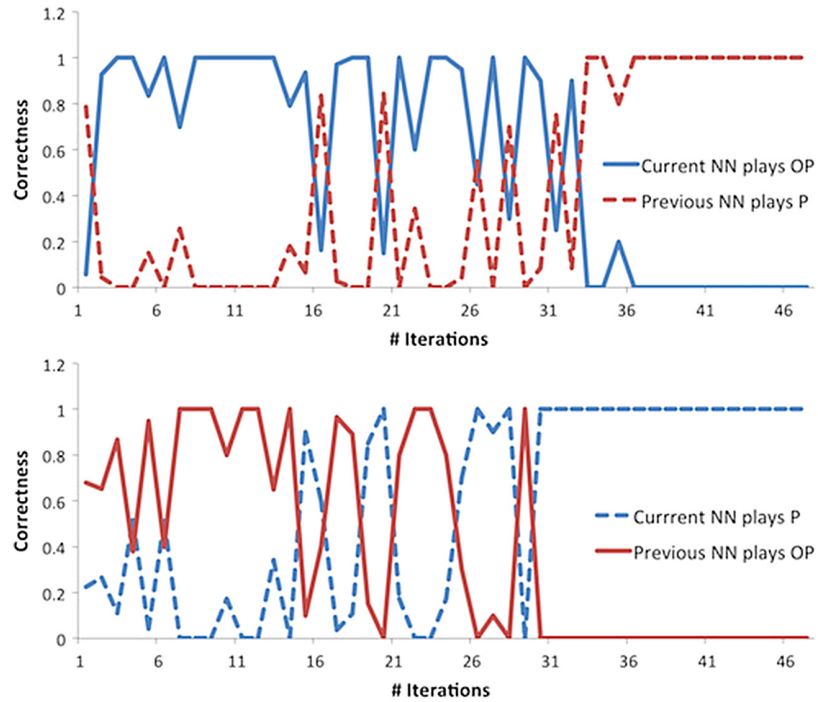 1.2
1
0.8
0.6
0.4
0.2
0
Correctness
Current NN plays OP
Previous NN plays P
1 6 11 16 21 26 31 36 41 46
# Iterations
1.2
1
0.8
0.6
0.4
0.2
0
Correctness
Currrent NN plays P
Previous NN plays OP
1 6 11 16 21 26 31 36 41 46
# Iterations